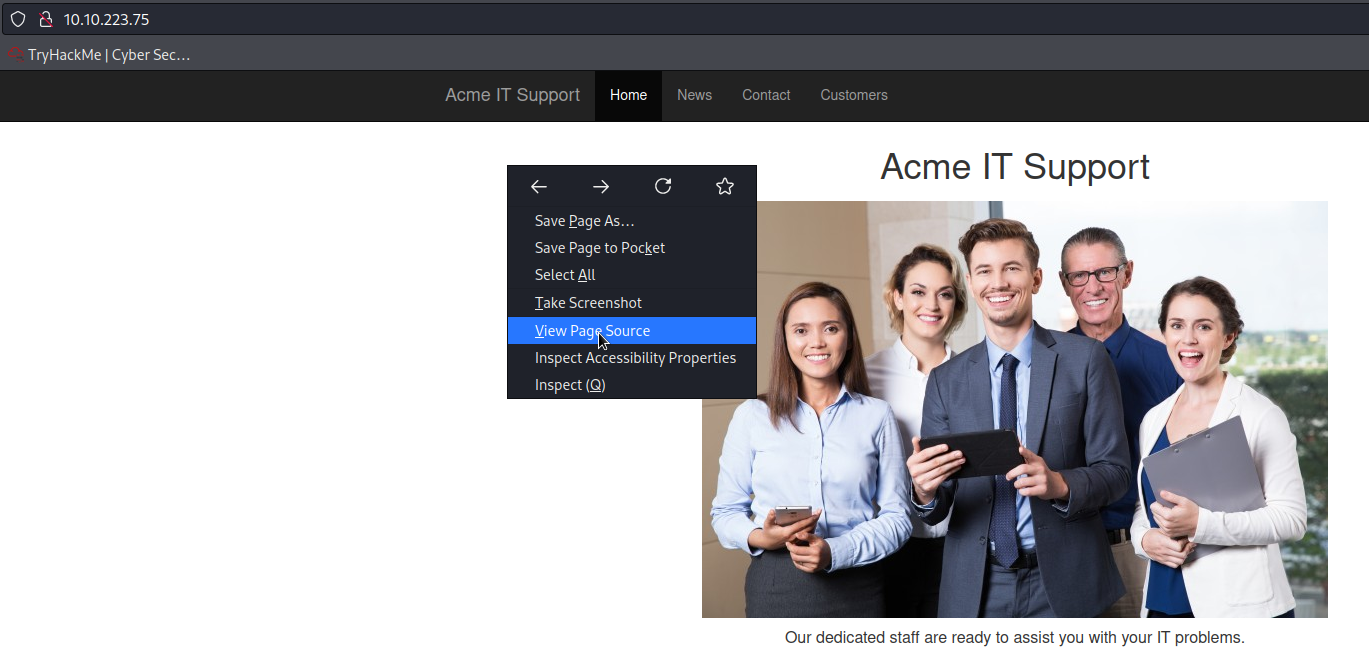 10.10.223.75
TryHackMe | Cyber Sec…
Acme IT Support Home News Contact Customers
Acme IT Support
Save Page As…
Save Page to Pocket
Select All
Take Screenshot
View Page Source
Inspect Accessibility Properties
Inspect (Q)
Our dedicated staff are ready to assist you with your IT problems.